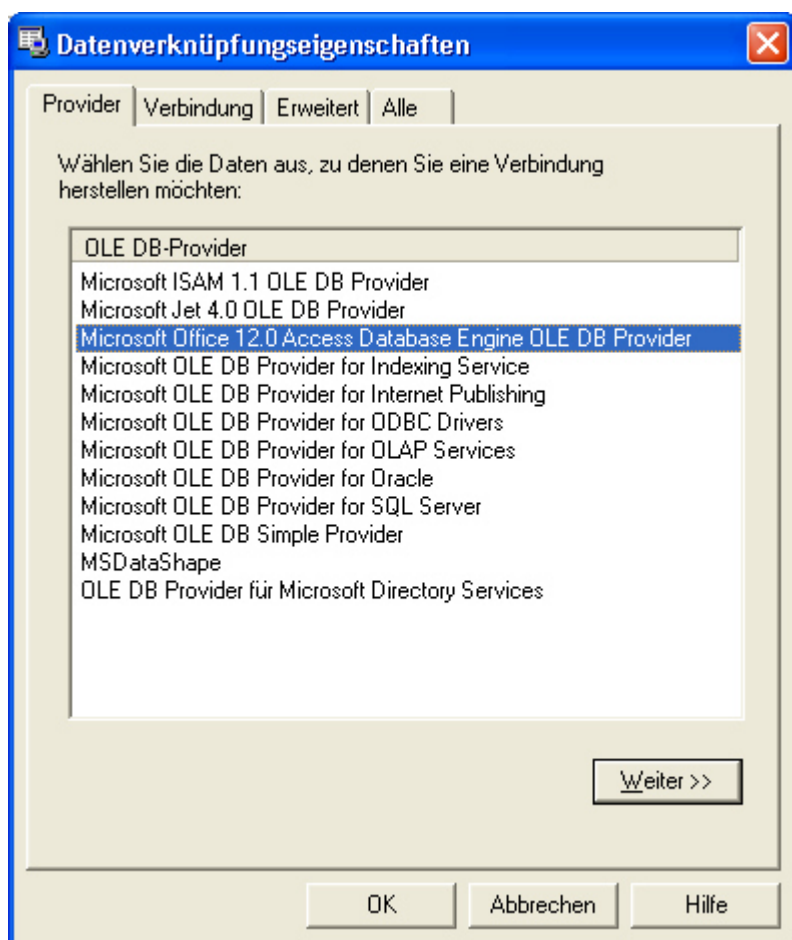 Datenverknüpfungseigenschaften
Provider Verbindung Erweitert Alle
Wählen Sie die Daten aus, zu denen Sie eine Verbindung
herstellen möchten:
OLE DB-Provider
Microsoft ISAM 1.1 OLE DB Provider
Microsoft Jet 4.0 OLE DB Provider
Microsoft Office 12.0 Access Database Engine OLE DB Provider
Microsoft OLE DB Provider for Indexing Service
Microsoft OLE DB Provider for Internet Publishing
Microsoft OLE DB Provider for ODBC Drivers
Microsoft OLE DB Provider for OLAP Services
Microsoft OLE DB Provider for Oracle
Microsoft OLE DB Provider for SQL Server
Microsoft OLE DB Simple Provider
MSDataShape
OLE DB Provider für Microsoft Directory Services
Weiter >>
OK Abbrechen Hilfe